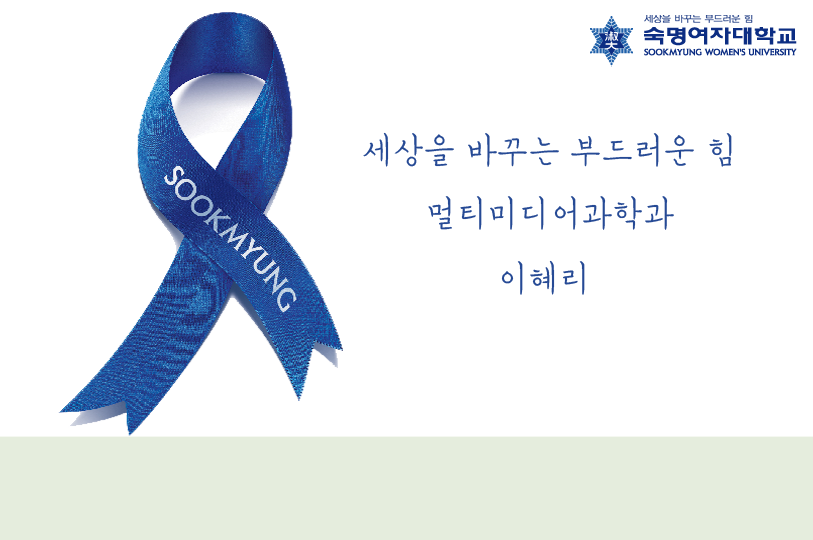 세상을 바꾸는 부드러운 힘
숙명여자대학교
SOOKMYUNG WOMEN'S UNIVERSITY
SOOKMYUNG
세상을 바꾸는 부드러운 힘
멀티미디어과학과
이혜리